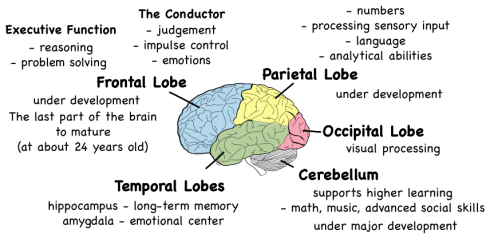 Executive Function
- reasoning
- problem solving
The Conductor
- judgement
- impulse control
- emotions
- numbers
- processing sensory input
- language
- analytical abilities
Frontal Lobe
under development
The last part of the brain
to mature
(at about 24 years old)
Parietal Lobe
under development
Occipital Lobe
visual processing
Temporal Lobes
hippocampus - long-term memory
amygdala - emotional center
Cerebellum
supports higher learning
- math, music, advanced social skills
under major development